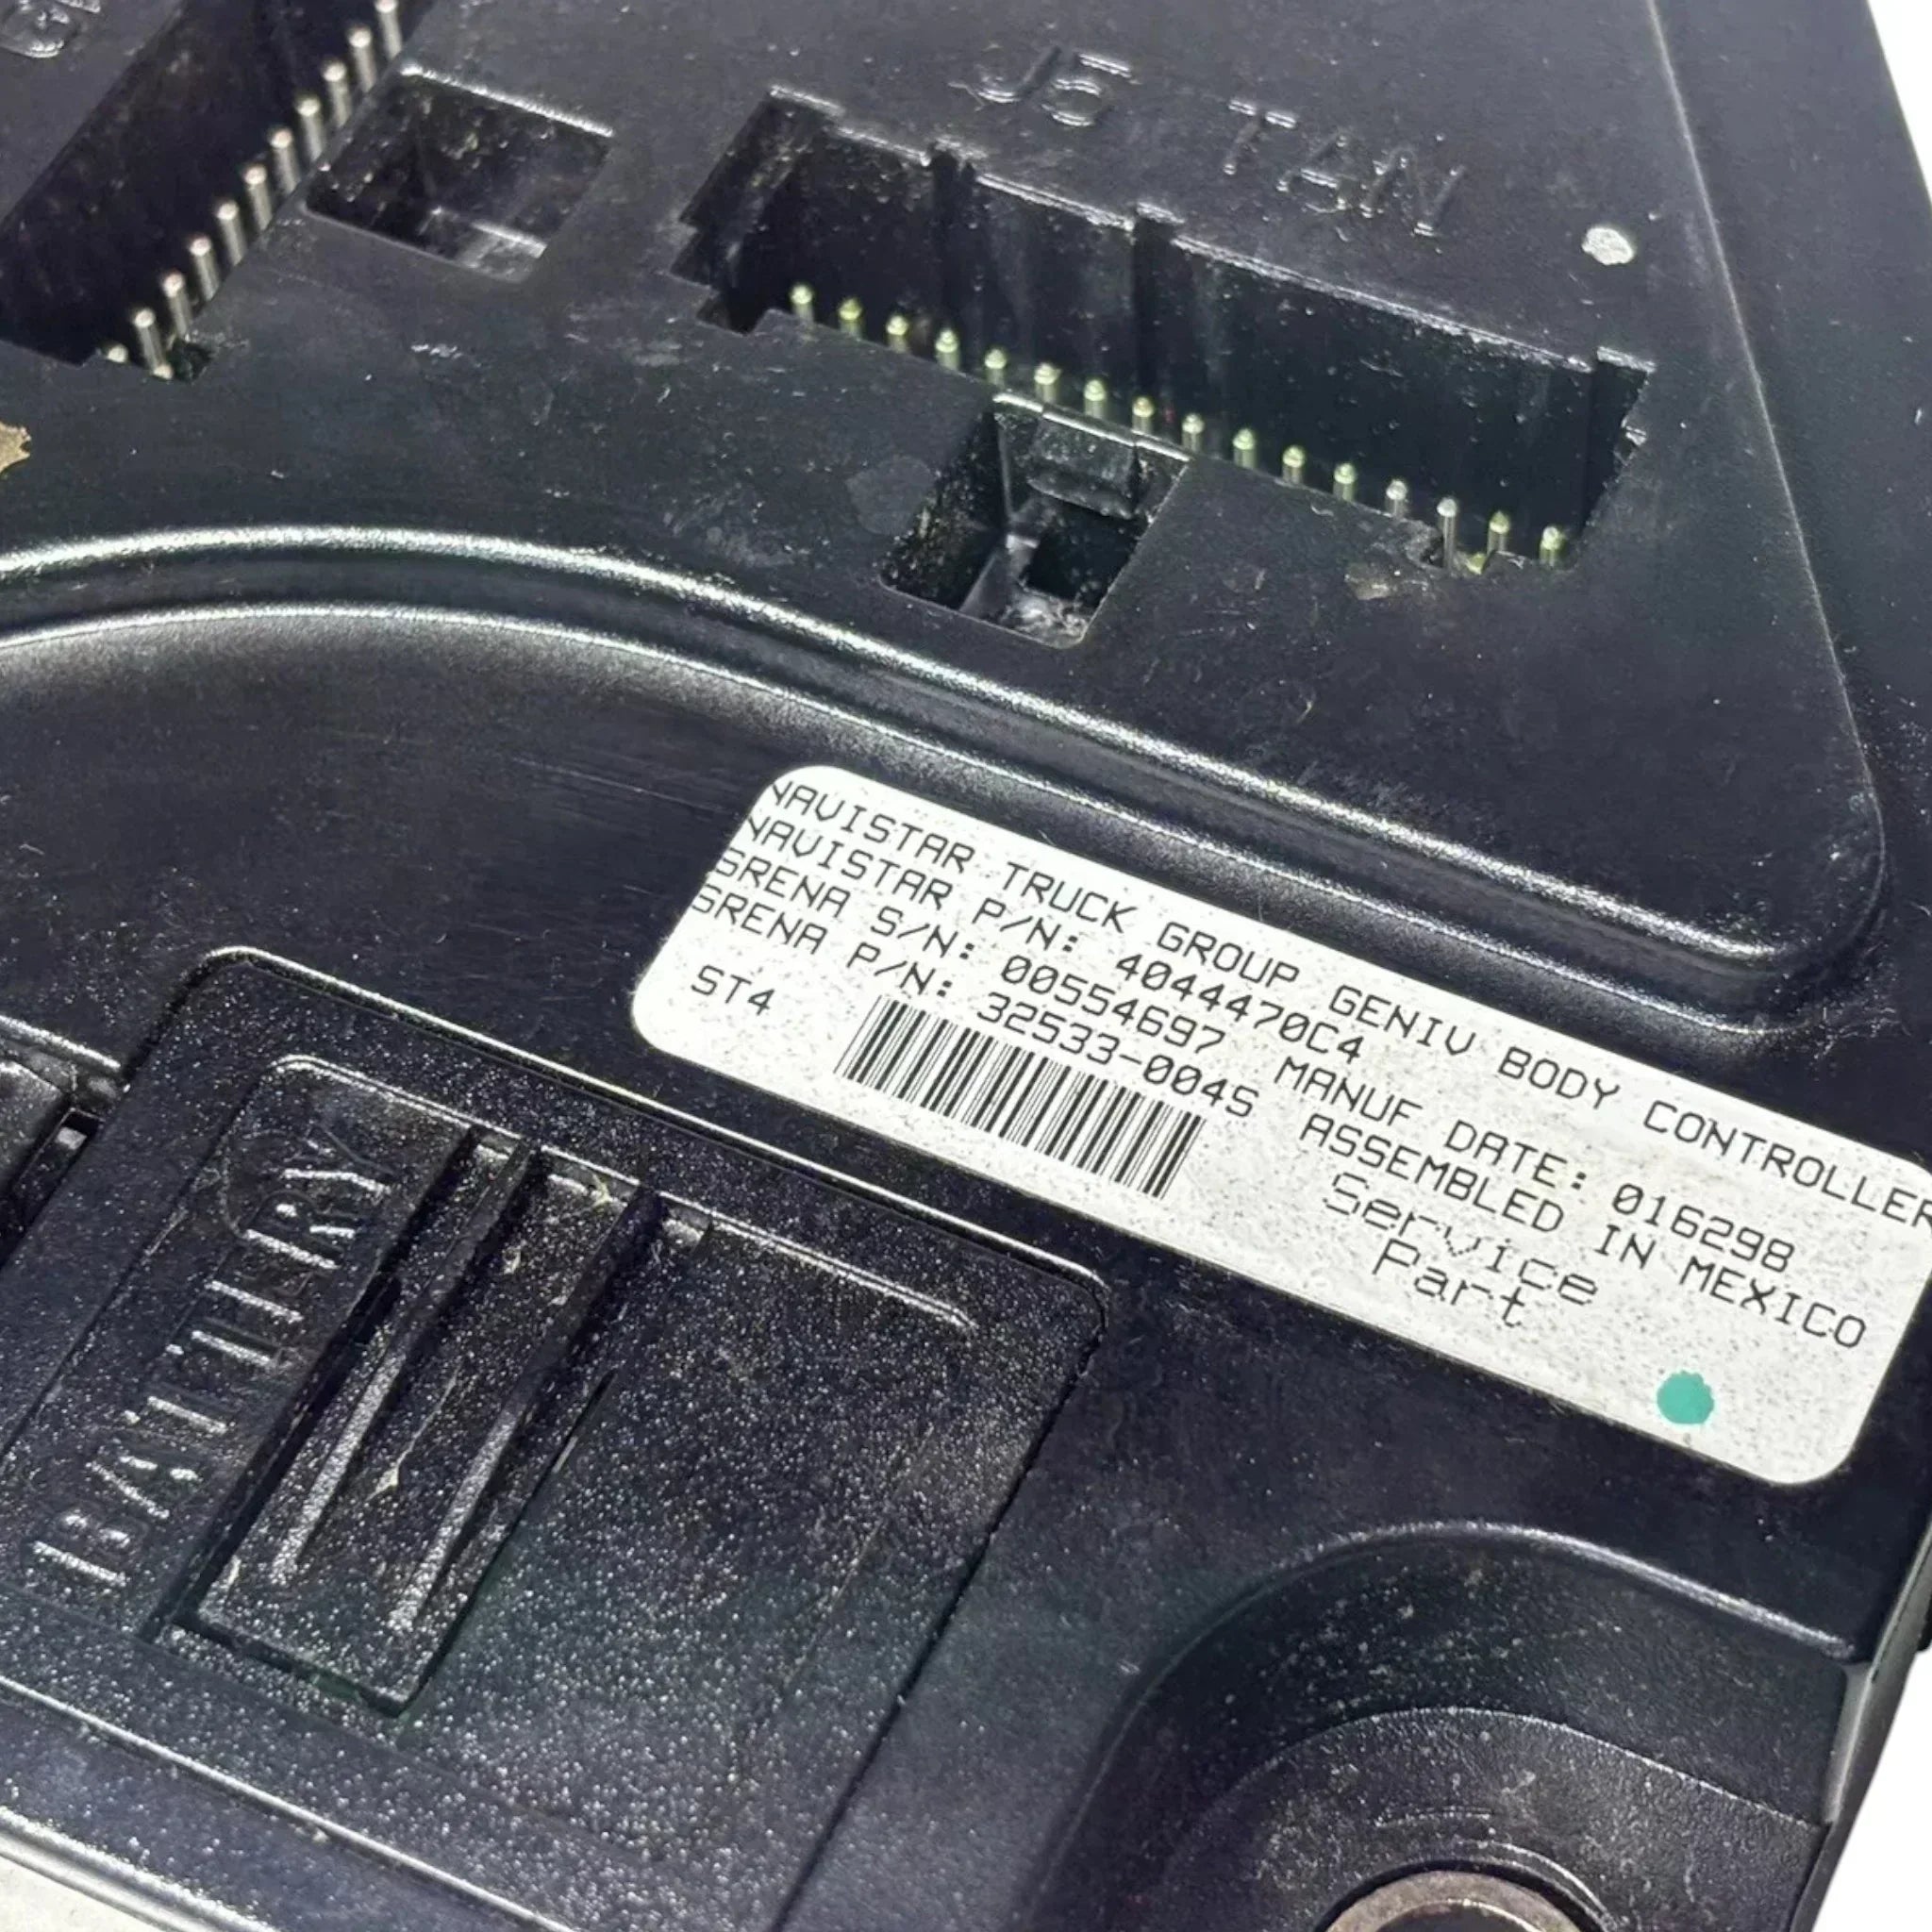 J5 TAN
NAVISTAR TRUCK GROUP GENIV BODY CONTROLLER
NAVISTAR P/N: 4044470C4
SRENA S/N: 00554697 MANUF DATE: 016298
SRENA P/N: 32533-004S ASSEMBLED IN MEXICO
ST4
Service
Part
BATTERY